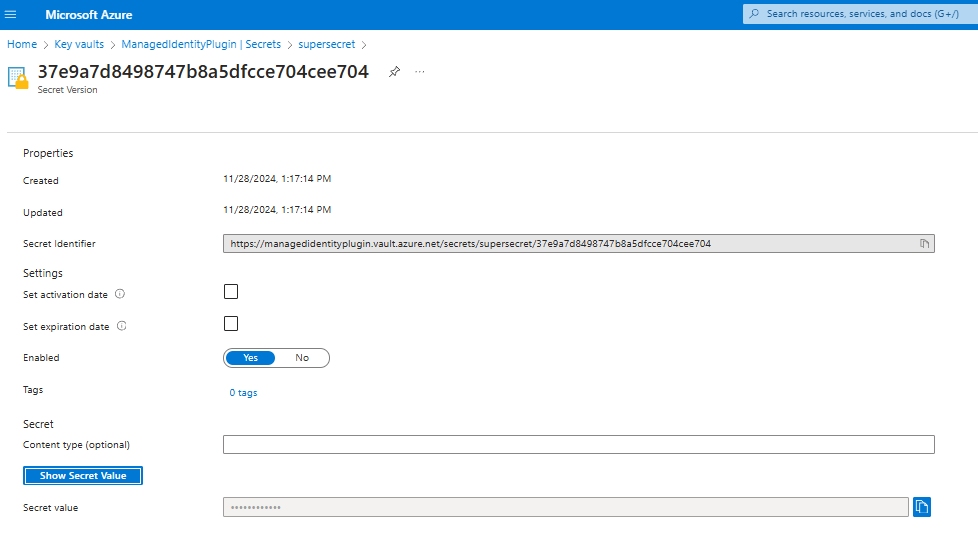 Microsoft Azure
Search resources, services, and docs (G+/)
Home > Key vaults > ManagedIdentityPlugin | Secrets > supersecret >
37e9a7d8498747b8a5dfcce704cee704
Secret Version
Properties
Created 11/28/2024, 1:17:14 PM
Updated 11/28/2024, 1:17:14 PM
Secret Identifier https://managedidentityplugin.vault.azure.net/secrets/supersecret/37e9a7d8498747b8a5dfcce704cee704
Settings
Set activation date
Set expiration date
Enabled Yes No
Tags 0 tags
Secret
Content type (optional)
Show Secret Value
Secret value ••••••••••••